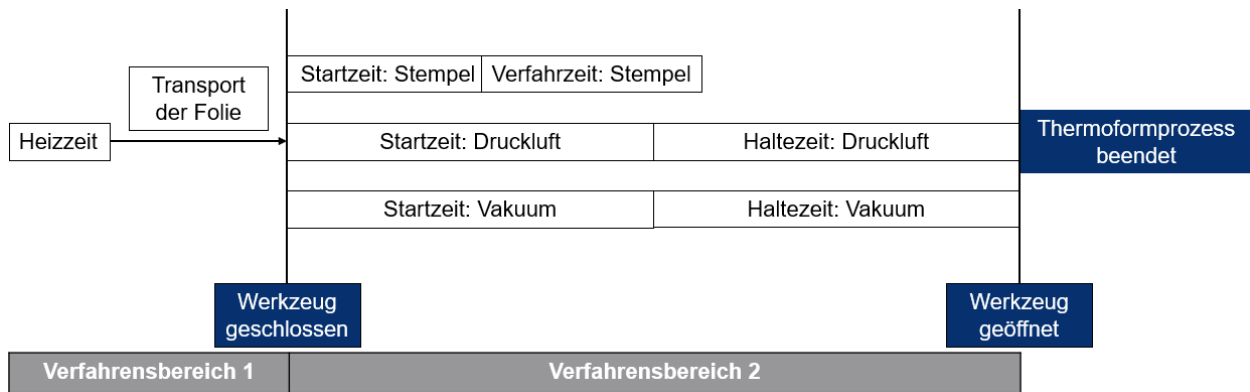 Startzeit: Stempel
Verfahrzeit: Stempel
Transport
der Folie
Heizzeit
Startzeit: Druckluft
Haltezeit: Druckluft
Thermoformprozess
beendet
Startzeit: Vakuum
Haltezeit: Vakuum
Werkzeug
geschlossen
Werkzeug
geöffnet
Verfahrensbereich 1
Verfahrensbereich 2